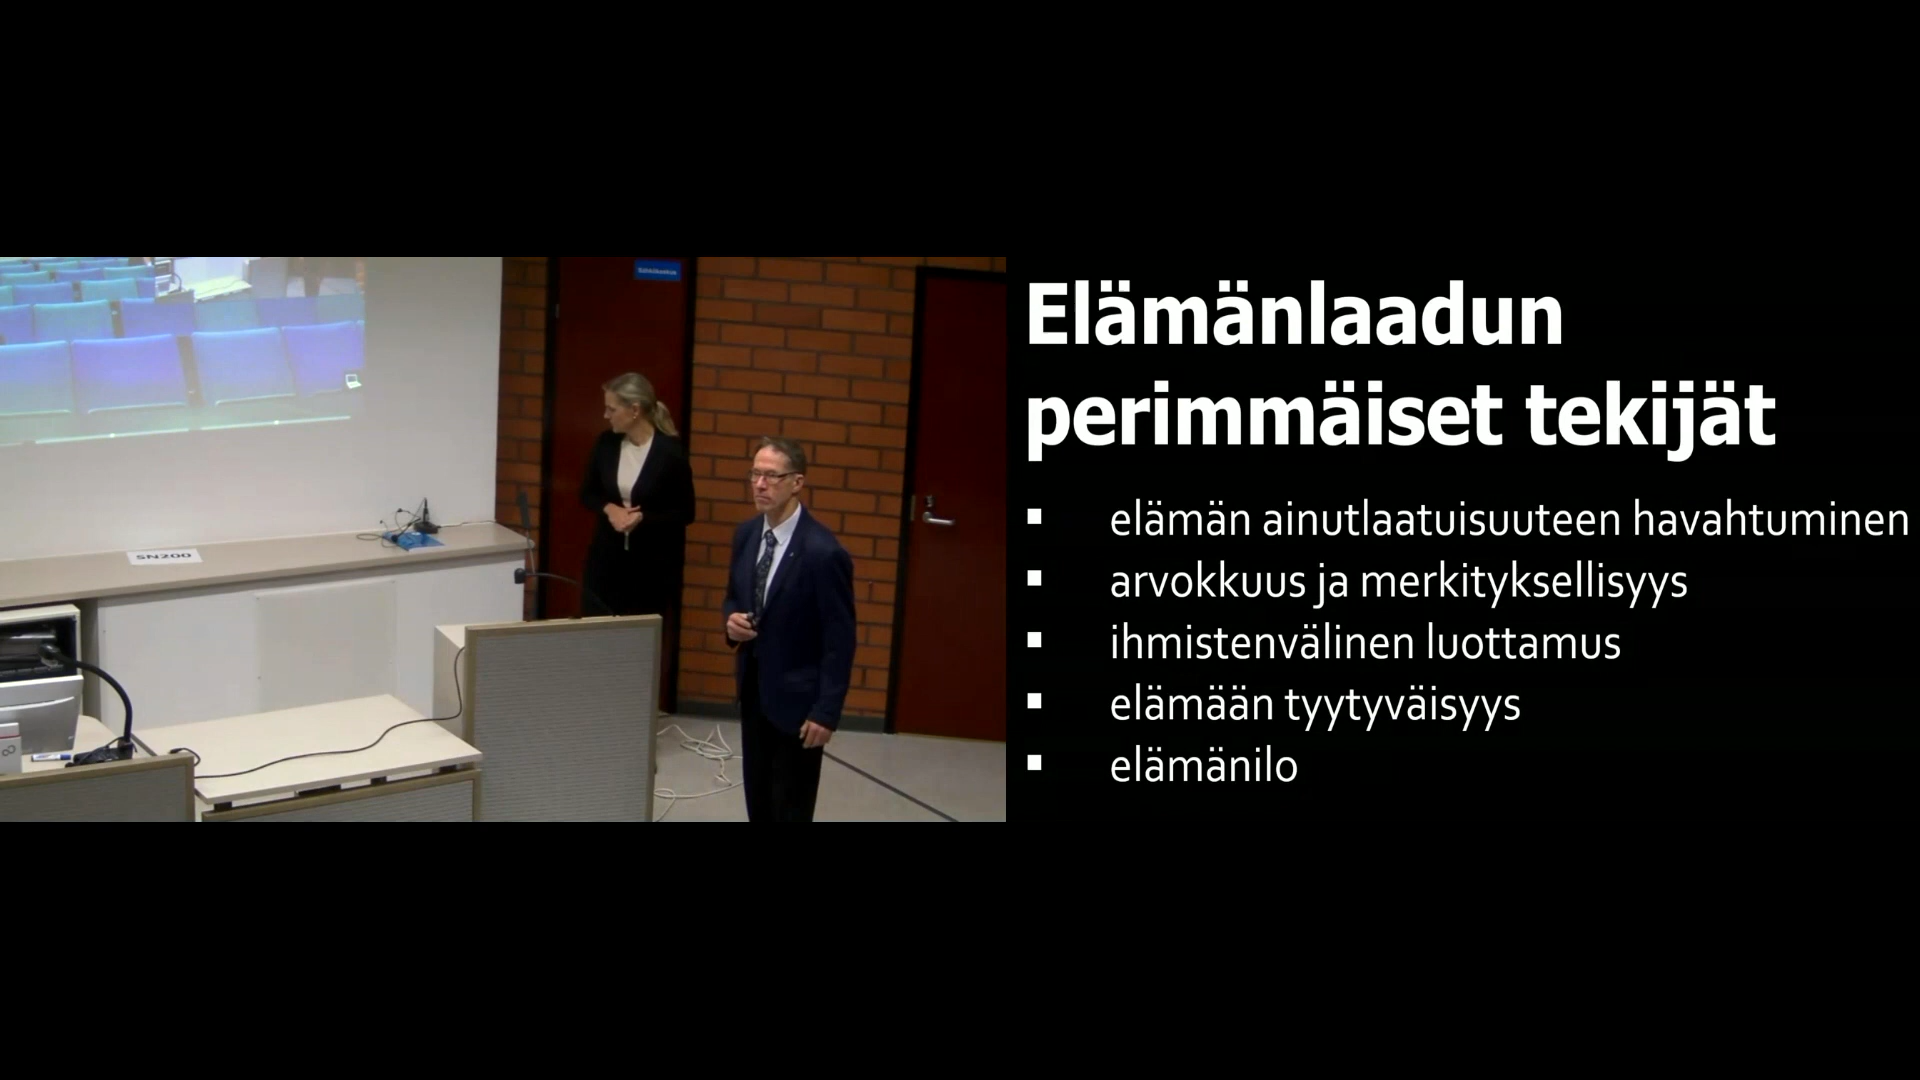 SN200
Elämänlaadun
perimmäiset tekijät
▪ elämän ainutlaatuisuuteen havahtuminen
▪ arvokkuus ja merkityksellisyys
▪ ihmistenvälinen luottamus
▪ elämään tyytyväisyys
▪ elämänilo